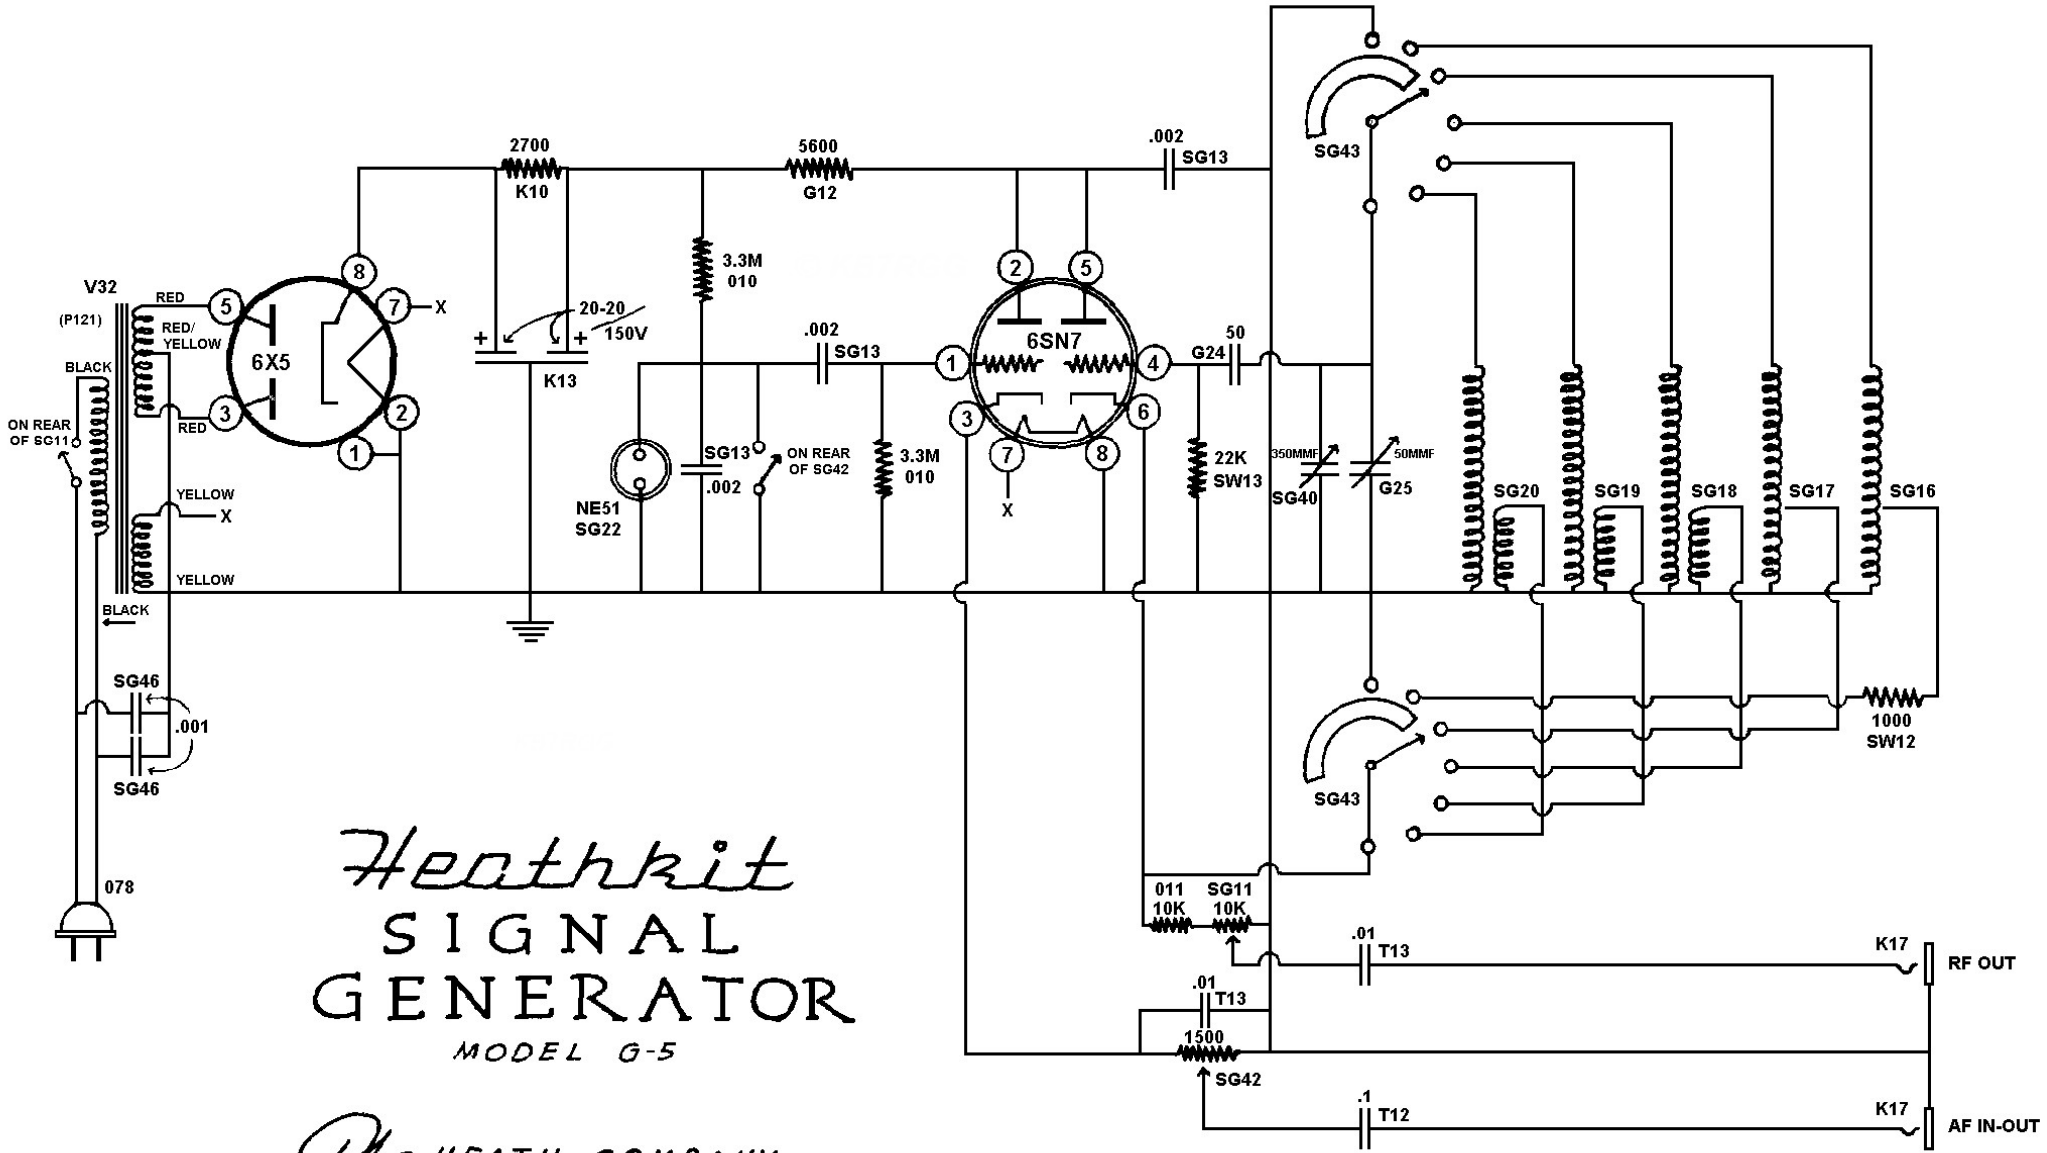 2700
K10
5600
G12
.002
SG13
SG43
V32
(P121)
RED
RED/
YELLOW
BLACK
ON REAR
OF SG11
RED
YELLOW
X
YELLOW
BLACK
5
8
7
X
6X5
3
2
1
3.3M
010
+
20-20
150V
+
K13
.002
SG13
2
5
6SN7
1
4
3
6
7
8
X
G24
50
NE51
SG22
SG13
.002
ON REAR
OF SG42
3.3M
010
22K
SW13
350MMF
SG40
50MMF
G25
SG20
SG19
SG18
SG17
SG16
SG46
.001
SG46
078
SG43
1000
SW12
Heathkit
SIGNAL
GENERATOR
MODEL G-5
HEATH COMPANY
011
10K
SG11
10K
.01
T13
K17
RF OUT
.01
T13
1500
SG42
.1
T12
K17
AF IN-OUT